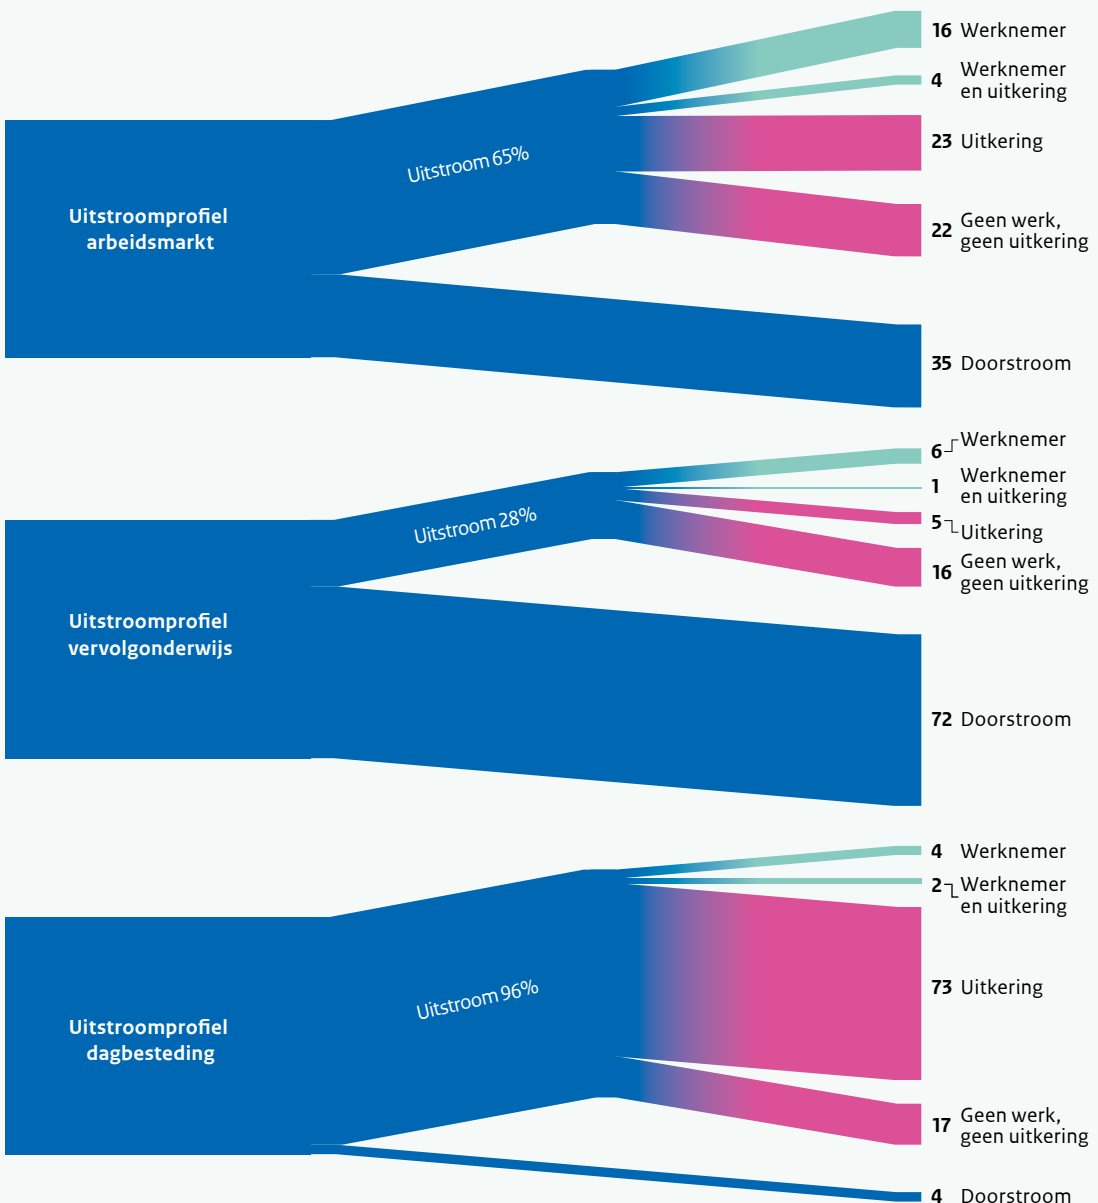 16 Werknemer
4 Werknemer
en uitkering
23 Uitkering
22 Geen werk,
geen uitkering
35 Doorstroom
Uitstroom 65%
Uitstroomprofiel
arbeidsmarkt
6 Werknemer
1 Werknemer
en uitkering
5 Uitkering
16 Geen werk,
geen uitkering
72 Doorstroom
Uitstroom 28%
Uitstroomprofiel
vervolgonderwijs
4 Werknemer
2 Werknemer
en uitkering
73 Uitkering
17 Geen werk,
geen uitkering
4 Doorstroom
Uitstroom 96%
Uitstroomprofiel
dagbesteding